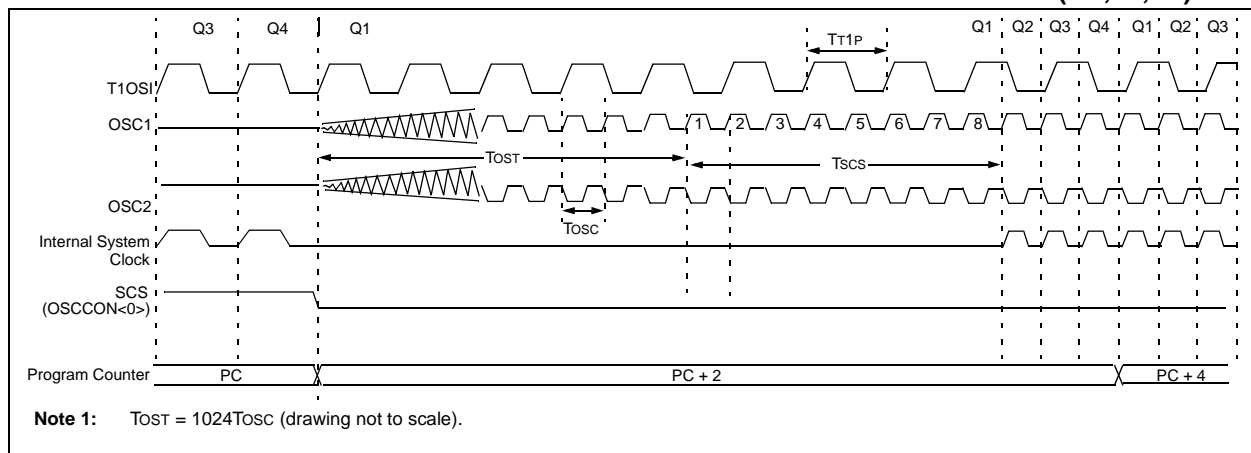 Q3 Q4 Q1 Q1 Q2 Q3 Q4 Q1 Q2 Q3
TT1P
T1OSI
OSC1
1 2 3 4 5 6 7 8
TOST
TSCS
OSC2
TOSC
Internal System
Clock
SCS
(OSCCON<0>)
Program Counter PC PC + 2 PC + 4
Note 1: TOST = 1024TOSC (drawing not to scale).